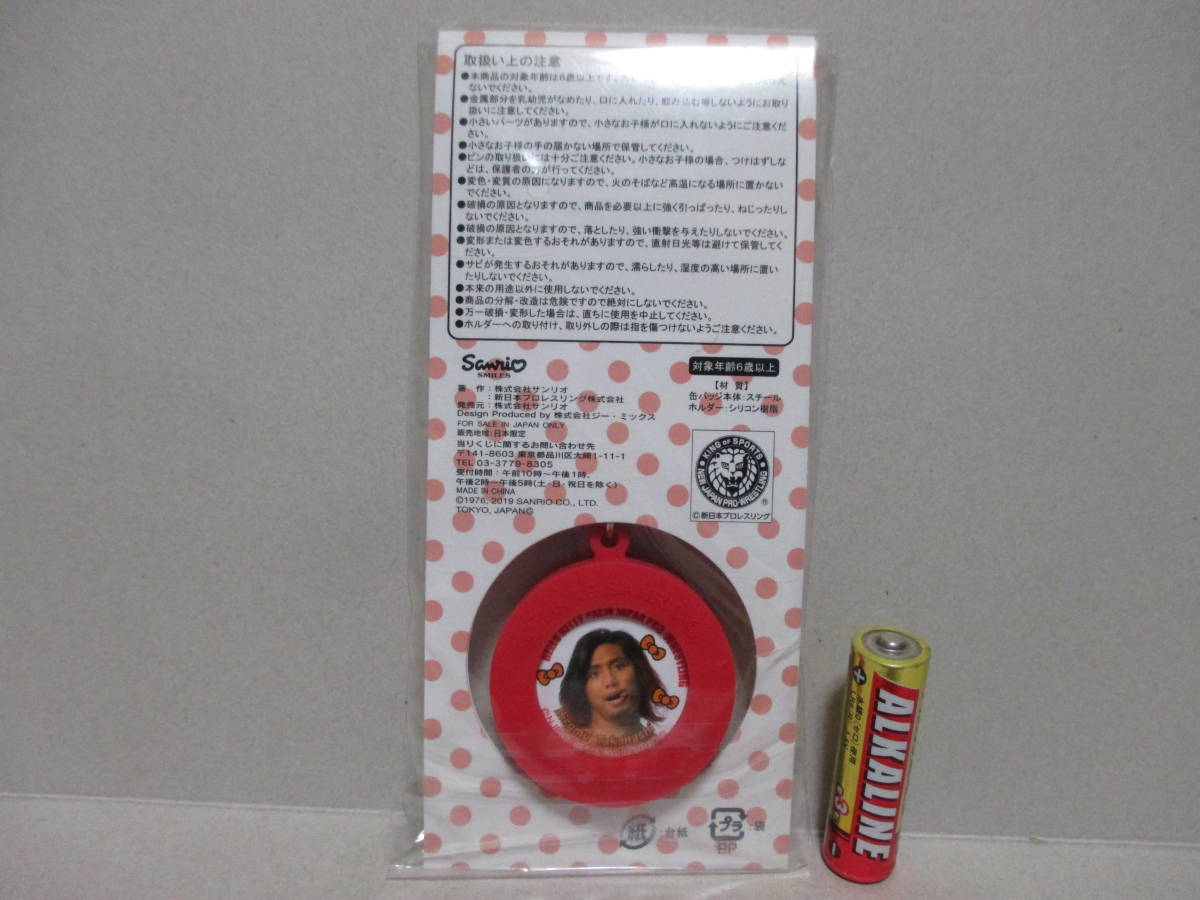 取扱い上の注意
●本商品の対象年齢は6歳以上です。
ないでください。
●金属部分を乳幼児がなめたり、口に入れたり、飲み込む等しないようにお取り
扱いに注意してください。
●小さいパーツがありますので、小さなお子様が口に入れないようにご注意くだ
さい。
●小さなお子様の手の届かない場所で保管してください。
●ピンの取り扱いには十分ご注意ください。小さなお子様の場合、つけはずしな
どは、保護者の方が行ってください。
●変色・変質の原因になりますので、火のそばなど高温になる場所に置かない
でください。
●破損の原因となりますので、商品を必要以上に強く引っぱったり、ねじったりし
ないでください。
●破損の原因となりますので、落としたり、強い衝撃を与えたりしないでください。
●変形または変色するおそれがありますので、直射日光等は避けて保管してく
ださい。
●サビが発生するおそれがありますので、濡らしたり、湿度の高い場所に置い
たりしないでください。
●本来の用途以外に使用しないでください。
●商品の分解・改造は危険ですので絶対にしないでください。
●万一破損・変形した場合は、直ちに使用を中止してください。
●ホルダーへの取り付け、取り外しの際は指を傷つけないようご注意ください。
Sanrio
SMILES
著 作：株式会社サンリオ
：新日本プロレスリング株式会社
発売元：株式会社サンリオ
Design Produced by 株式会社ジー・ミックス
FOR SALE IN JAPAN ONLY
販売地域：日本限定
当りくじに関するお問い合わせ先
〒141-8603 東京都品川区大崎1-11-1
TEL 03-3779-8305
受付時間：午前10時～午後1時、
午後2時～午後5時(土・日・祝日を除く)
MADE IN CHINA
©1976, 2019 SANRIO CO., LTD.
TOKYO, JAPAN Ⓖ
対象年齢6歳以上
【材 質】
缶バッジ本体：スチール
ホルダー：シリコン樹脂
KING OF SPORTS
NEW JAPAN PRO-WRESTLING
®
©新日本プロレスリング
HELLO KITTY NEW JAPAN PRO-WRESTLING
紙：台紙
プラ：袋
PP
ALKALINE